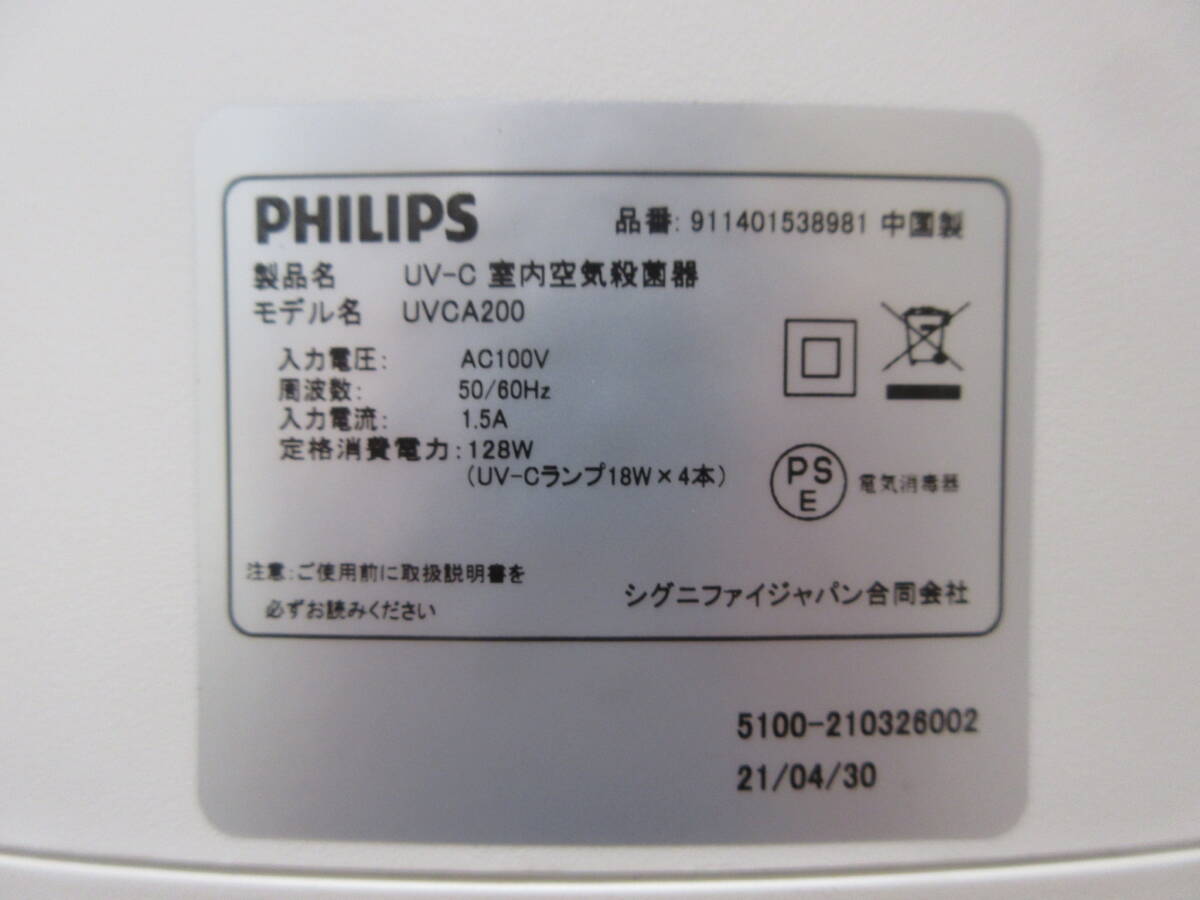 PHILIPS 品番: 911401538981 中国製
製品名 UV-C 室内空気殺菌器
モデル名 UVCA200
入力電圧: AC100V
周波数: 50/60Hz
入力電流: 1.5A
定格消費電力: 128W
(UV-Cランプ18W×4本)
PS
E
電気消毒器
注意:ご使用前に取扱説明書を
必ずお読みください
シグニファイジャパン合同会社
5100-210326002
21/04/30